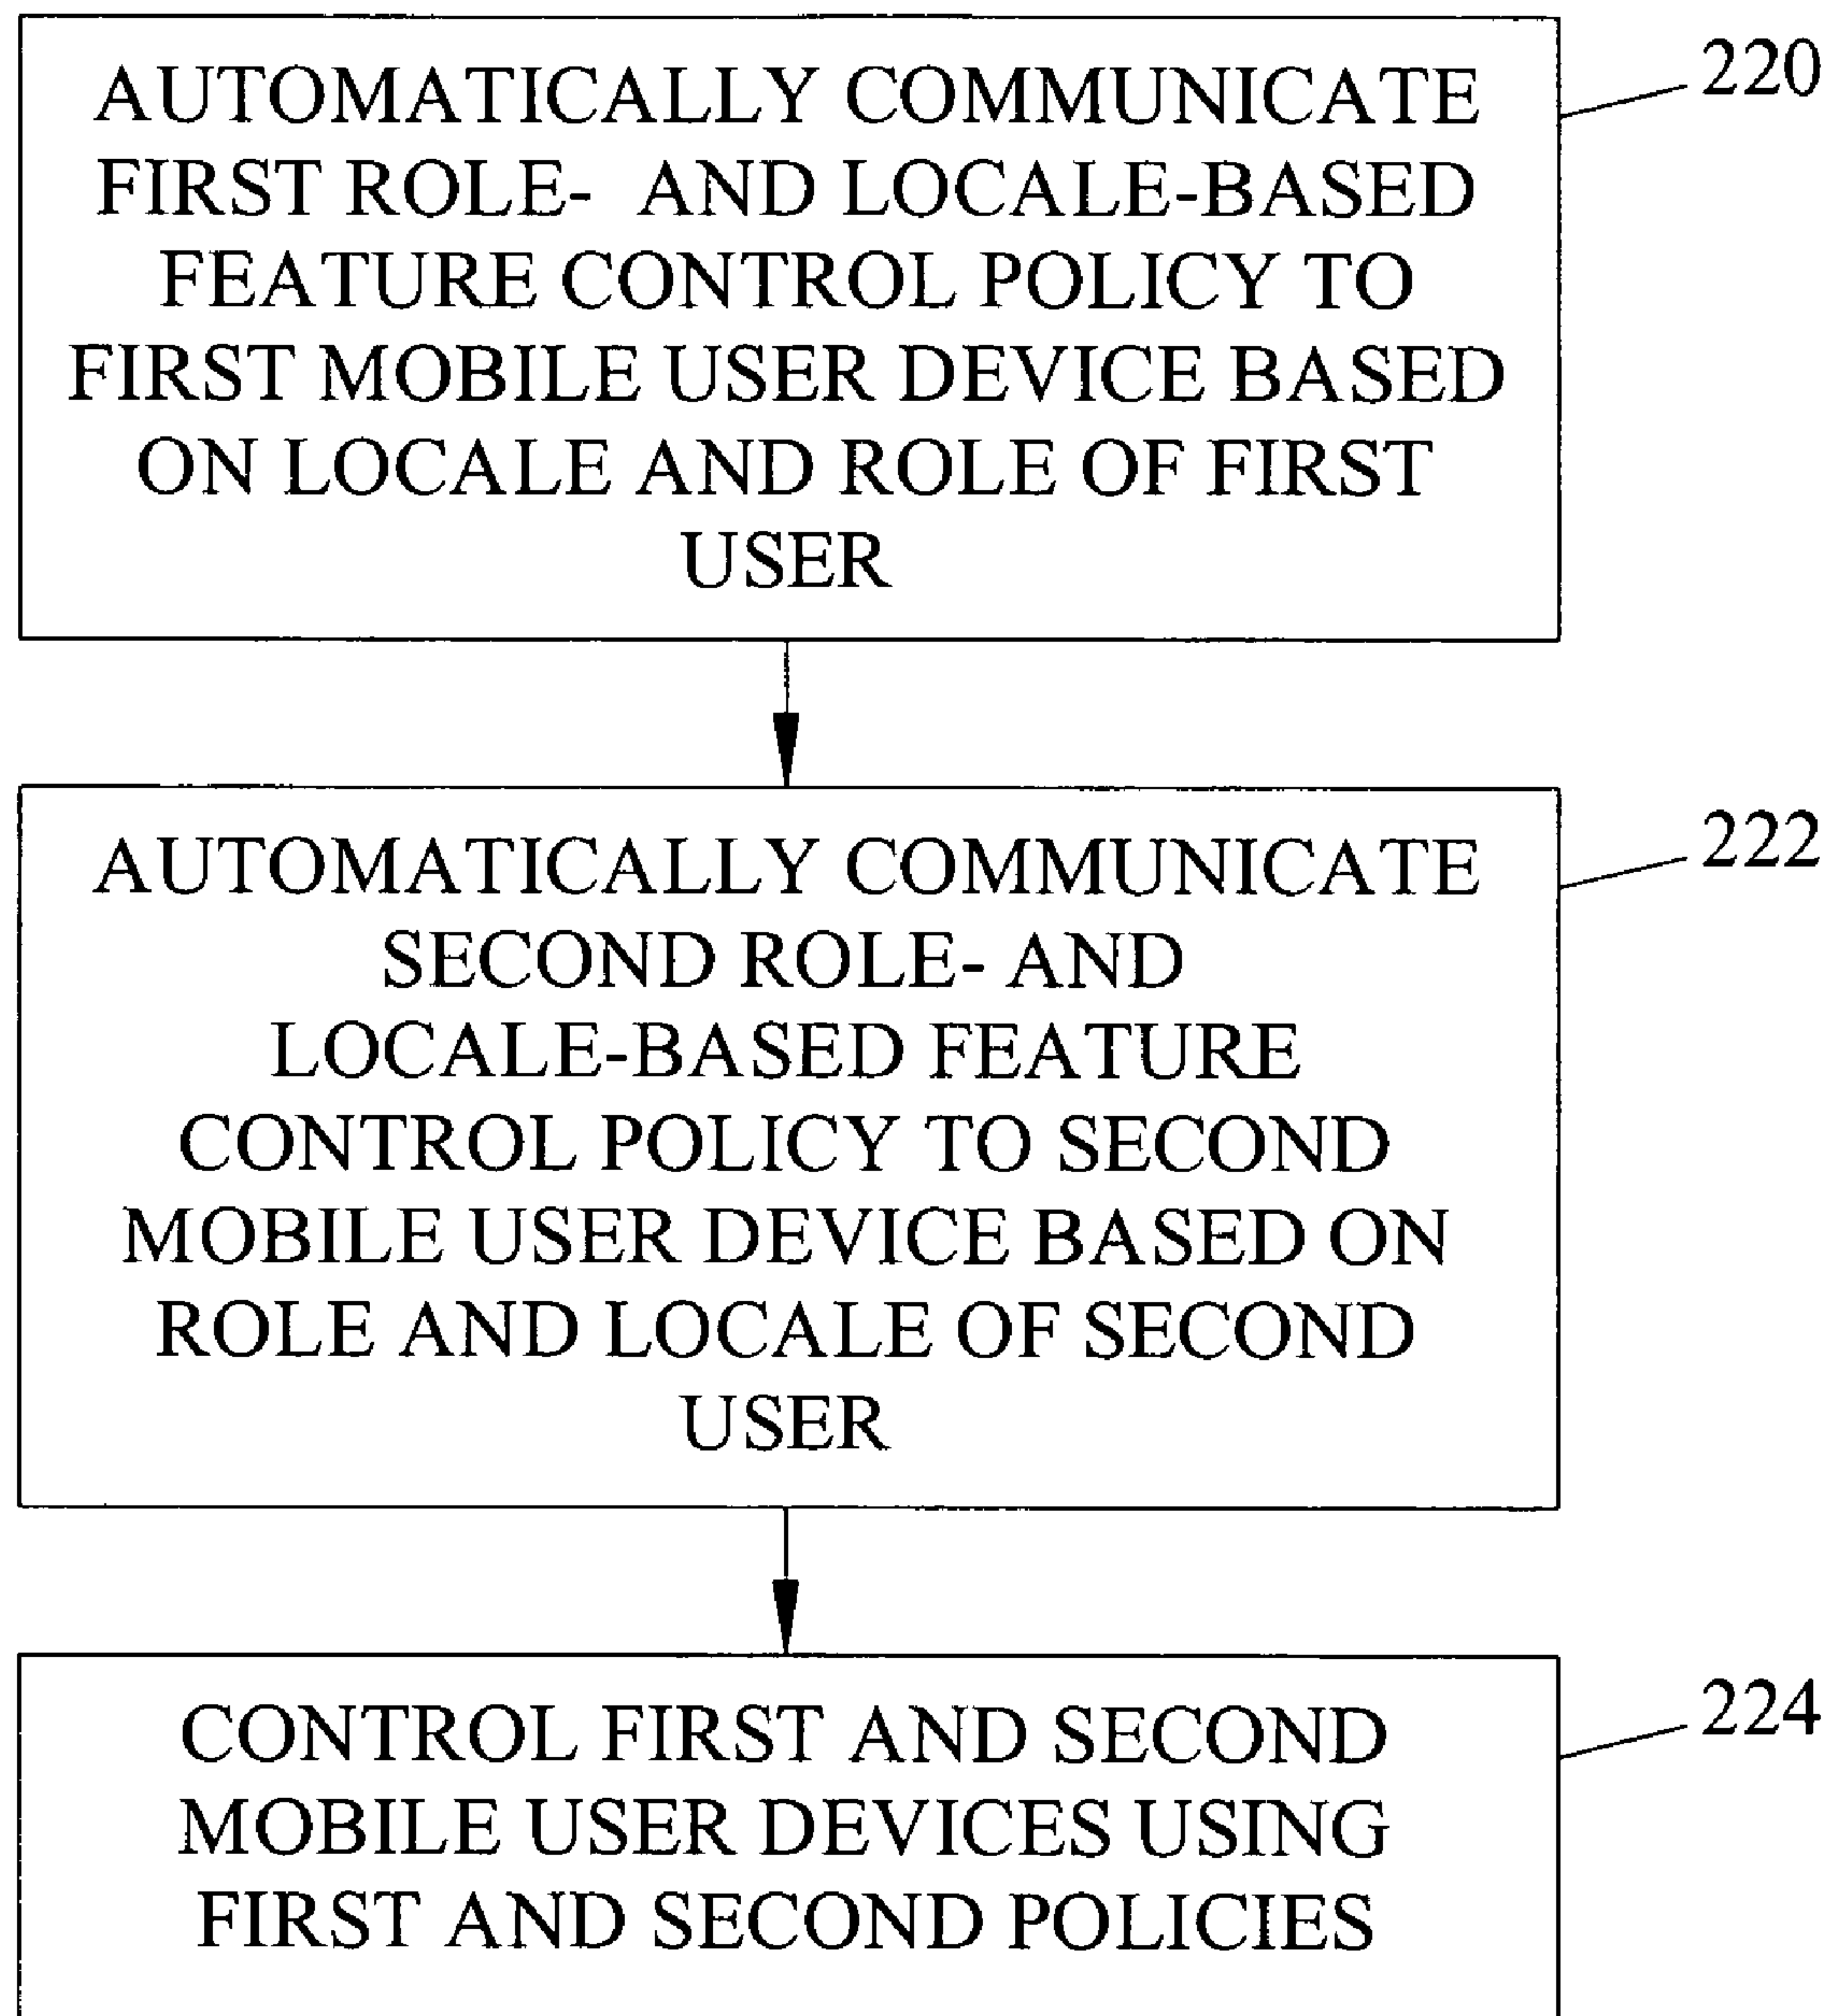 AUTOMATICALLY COMMUNICATE
FIRST ROLE- AND LOCALE-BASED
FEATURE CONTROL POLICY TO
FIRST MOBILE USER DEVICE BASED
ON LOCALE AND ROLE OF FIRST
USER
220
AUTOMATICALLY COMMUNICATE
SECOND ROLE- AND
LOCALE-BASED FEATURE
CONTROL POLICY TO SECOND
MOBILE USER DEVICE BASED ON
ROLE AND LOCALE OF SECOND
USER
222
CONTROL FIRST AND SECOND
MOBILE USER DEVICES USING
FIRST AND SECOND POLICIES
224